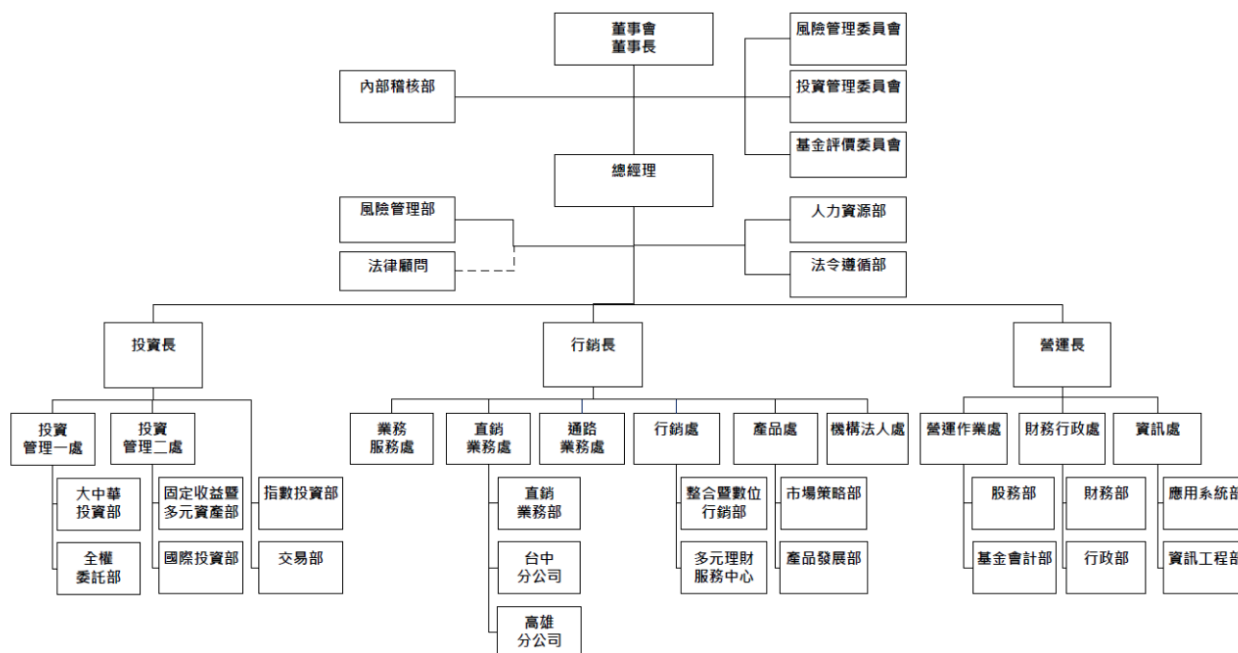 董事會
董事長
風險管理委員會
內部稽核部
投資管理委員會
基金評價委員會
總經理
風險管理部
人力資源部
法律顧問
法令遵循部
投資長
行銷長
營運長
投資
管理一處
投資
管理二處
業務
服務處
直銷
業務處
通路
業務處
行銷處
產品處
機構法人處
營運作業處
財務行政處
資訊處
大中華
投資部
固定收益暨
多元資產部
指數投資部
直銷
業務部
整合暨數位
行銷部
市場策略部
股務部
財務部
應用系統部
全權
委託部
國際投資部
交易部
台中
分公司
多元理財
服務中心
產品發展部
基金會計部
行政部
資訊工程部
高雄
分公司